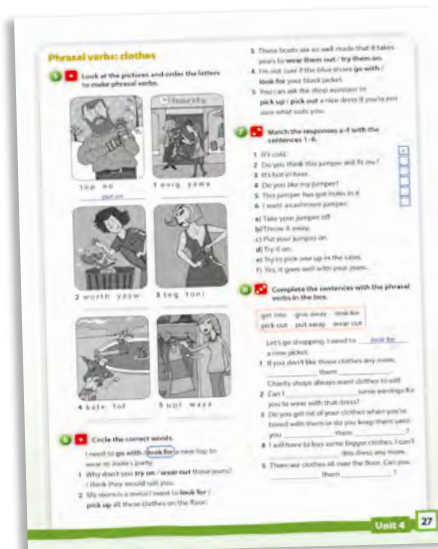 Phrasal verbs: clothes
Look at the pictures and order the letters
to make phrasal verbs.
put on
1 evig yawa
2 worth yawa
3 teg toni
4 kate fof
5 upt waya
Circle the correct words.
I need to go with / look for a new top to
wear to Jodie's party.
1 Why don't you try on / wear out these jeans?
I think they would suit you.
2 My room is a mess! I need to look for /
pick up all these clothes on the floor.
3 These boots are so well made that it takes
years to wear them out / try them on.
4 I'm not sure if the blue shoes go with /
look for your black jacket.
5 You can ask the shop assistant to
pick up / pick out a nice dress if you're not
sure what suits you.
Match the responses a–f with the
sentences 1–6.
1 It's cold.
2 Do you think this jumper will fit me?
3 It's hot in here.
4 Do you like my jumper?
5 This jumper has got holes in it.
6 I want a cashmere jumper.
a) Take your jumper off.
b) Throw it away.
c) Put your jumper on.
d) Try it on.
e) Try to pick one up in the sales.
f) Yes, it goes well with your jeans.
Complete the sentences with the phrasal
verbs in the box.
get into give away look for
pick out put away wear out
Let's go shopping. I need to look for
a new jacket.
1 If you don't like those clothes any more,
them
Charity shops always want clothes to sell.
2 Can I some earrings for
you to wear with that dress?
3 Do you get rid of your clothes when you're
bored with them or do you keep them until
you them ?
4 I will have to buy some bigger clothes. I can't
this dress any more.
5 There are clothes all over the floor. Can you
them ?
Unit 4 27